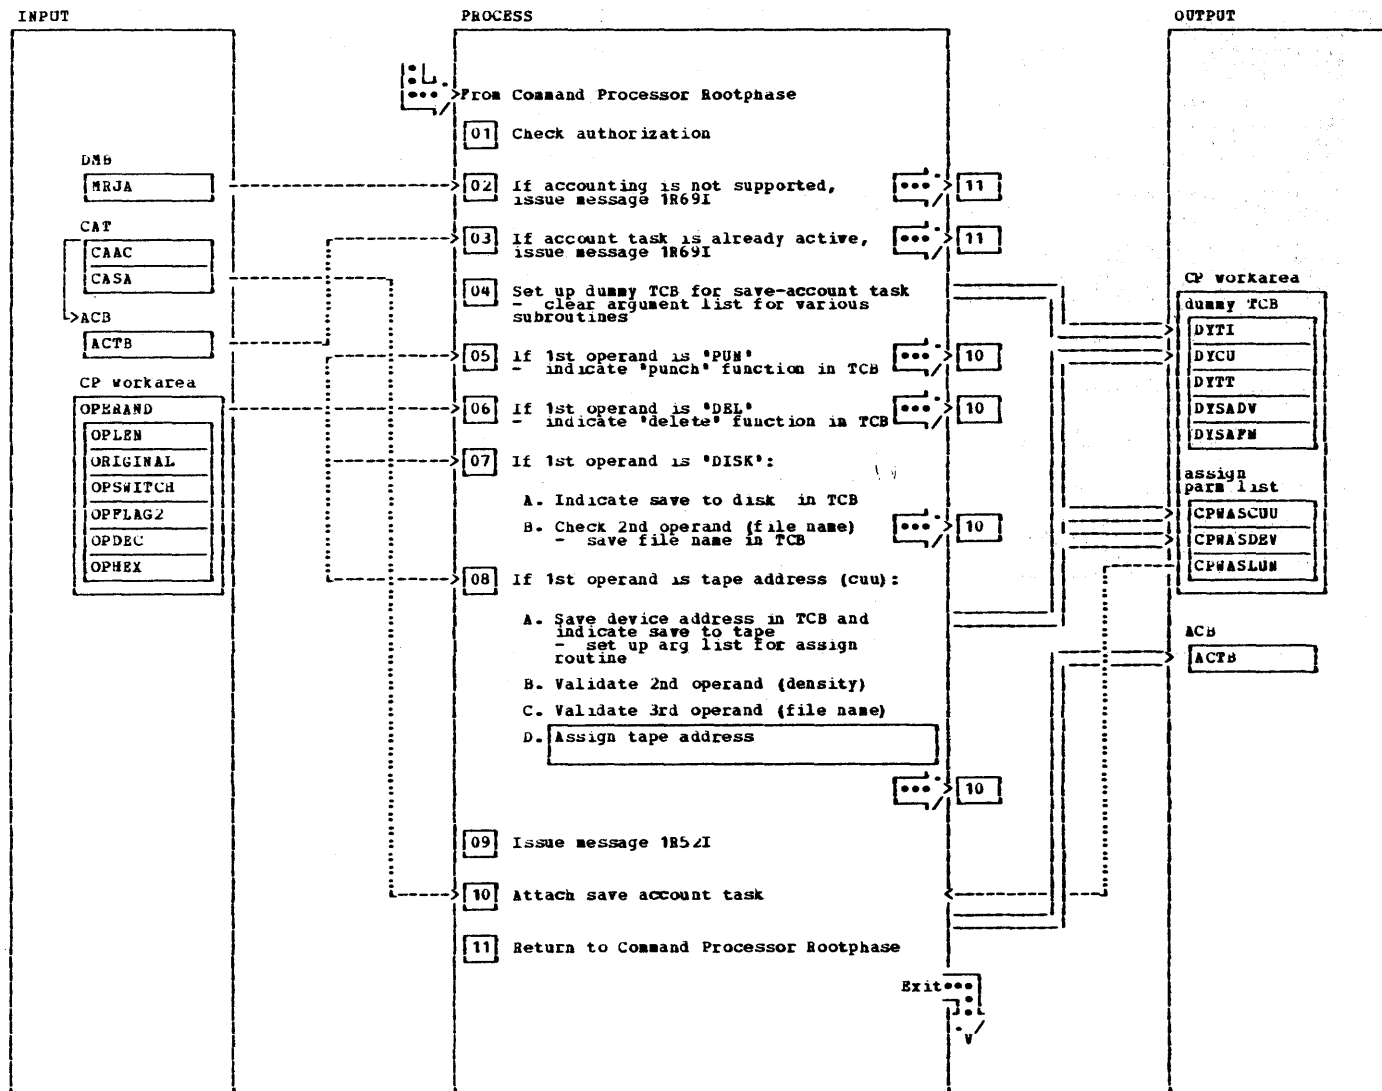 INPUT
PROCESS
OUTPUT
From Command Processor Rootphase
01 Check authorization
DMB
MRJA
02 If accounting is not supported,
issue message 1R69I
11
CAT
CAAC
CASA
03 If account task is already active,
issue message 1R69I
11
04 Set up dummy TCB for save-account task
- clear argument list for various
subroutines
ACB
ACTB
05 If 1st operand is 'PUN'
- indicate 'punch' function in TCB
10
CP workarea
OPERAND
OPLEN
ORIGINAL
OPSWITCH
OPFLAG2
OPDEC
OPHEX
06 If 1st operand is 'DEL'
- indicate 'delete' function in TCB
10
07 If 1st operand is 'DISK':
A. Indicate save to disk in TCB
B. Check 2nd operand (file name)
- save file name in TCB
10
08 If 1st operand is tape address (cuu):
A. Save device address in TCB and
indicate save to tape
- set up arg list for assign
routine
B. Validate 2nd operand (density)
C. Validate 3rd operand (file name)
D. Assign tape address
10
09 Issue message 1R52I
10 Attach save account task
11 Return to Command Processor Rootphase
Exit
CP workarea
dummy TCB
DYTI
DYCU
DYTT
DYSADV
DYSAFM
assign
parm list
CPWASCUU
CPWASDEV
CPWASLUN
ACB
ACTB